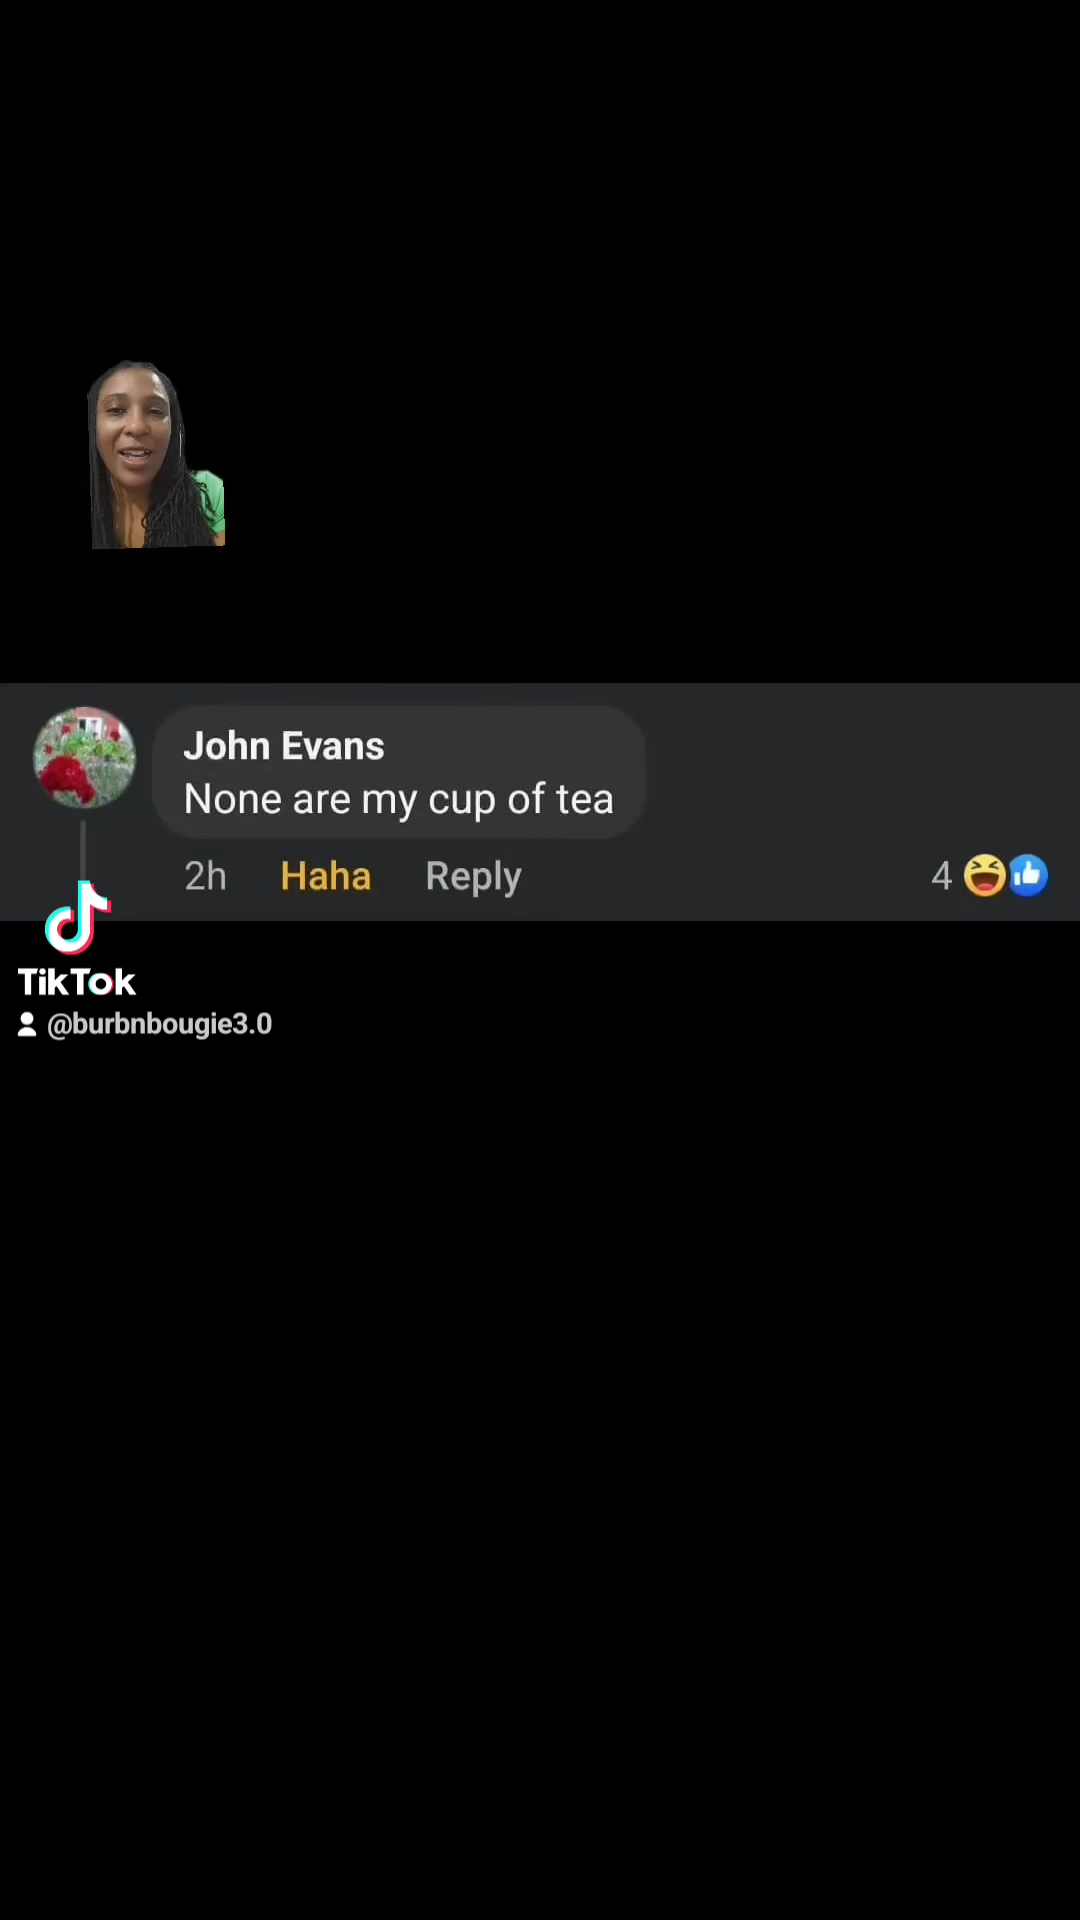 John Evans
None are my cup of tea
2h Haha Reply 4
TikTok
@burbnbougie3.0